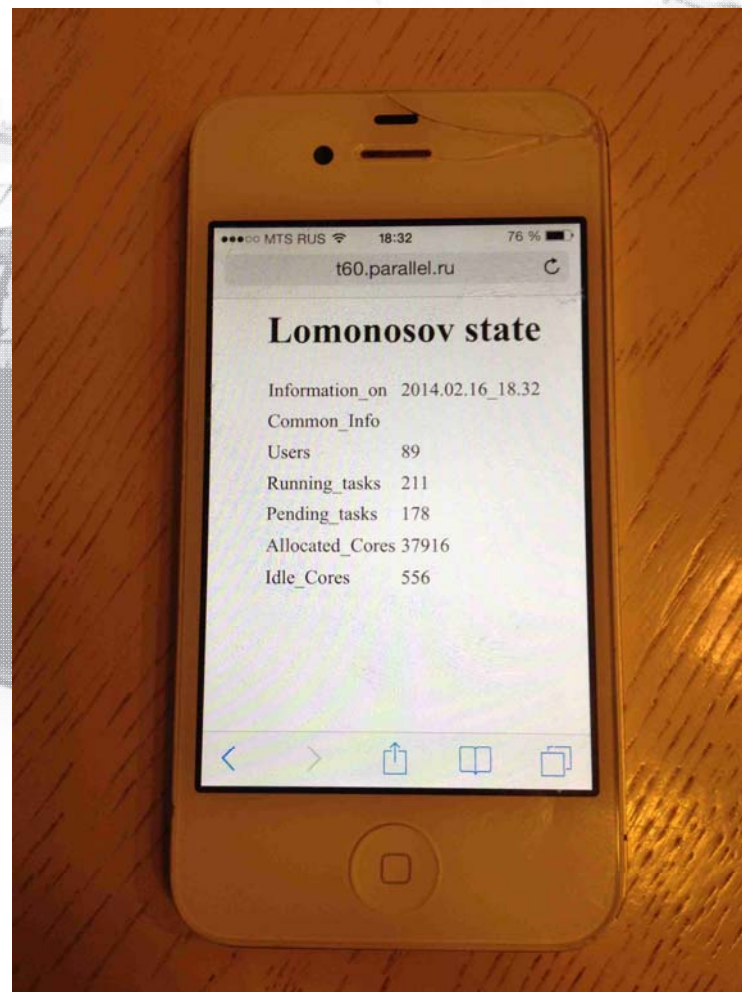 MTS RUS 18:32 76 %
t60.parallel.ru
Lomonosov state
Information_on 2014.02.16_18.32
Common_Info
Users 89
Running_tasks 211
Pending_tasks 178
Allocated_Cores 37916
Idle_Cores 556